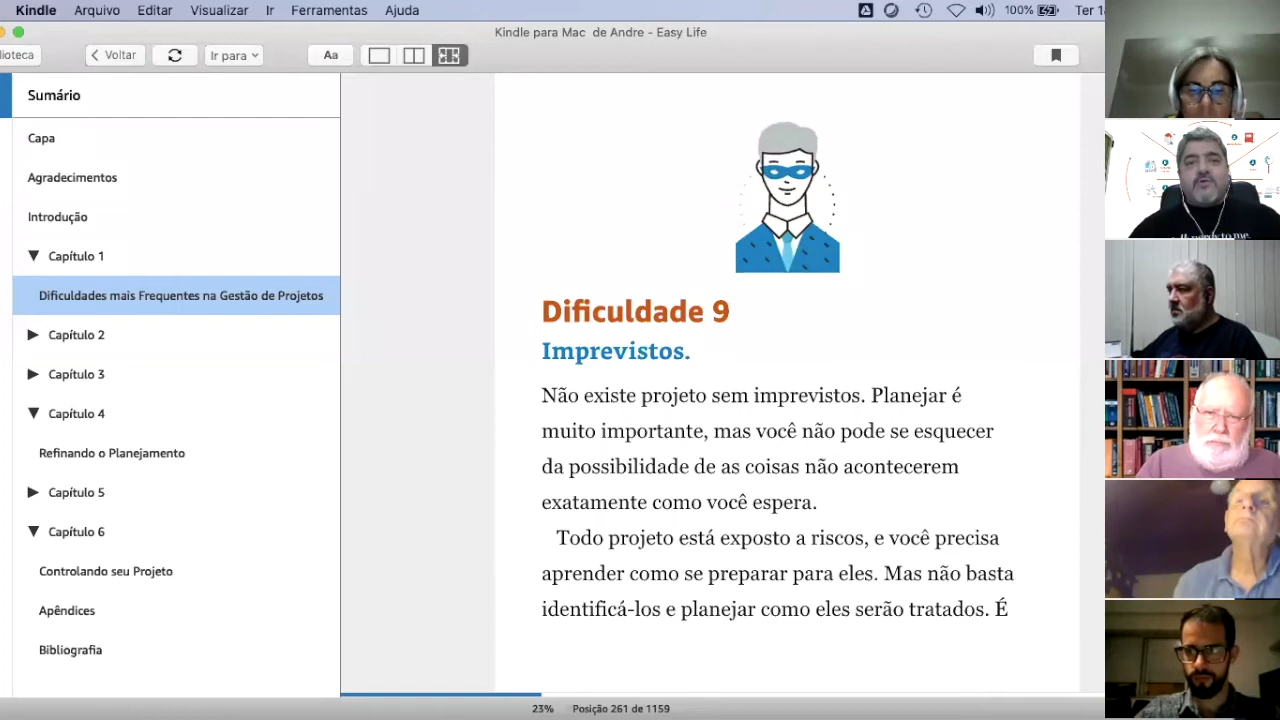 Kindle Arquivo Editar Visualizar Ir Ferramentas Ajuda 100% Ter
Kindle para Mac de Andre - Easy Life
Voltar Ir para Aa
Sumário
Capa
Agradecimentos
Introdução
Capítulo 1
Dificuldades mais Frequentes na Gestão de Projetos
Capítulo 2
Capítulo 3
Capítulo 4
Refinando o Planejamento
Capítulo 5
Capítulo 6
Controlando seu Projeto
Apêndices
Bibliografia
Dificuldade 9
Imprevistos.
Não existe projeto sem imprevistos. Planejar é
muito importante, mas você não pode se esquecer
da possibilidade de as coisas não acontecerem
exatamente como você espera.
Todo projeto está exposto a riscos, e você precisa
aprender como se preparar para eles. Mas não basta
identificá-los e planejar como eles serão tratados. É
23% Posição 261 de 1159